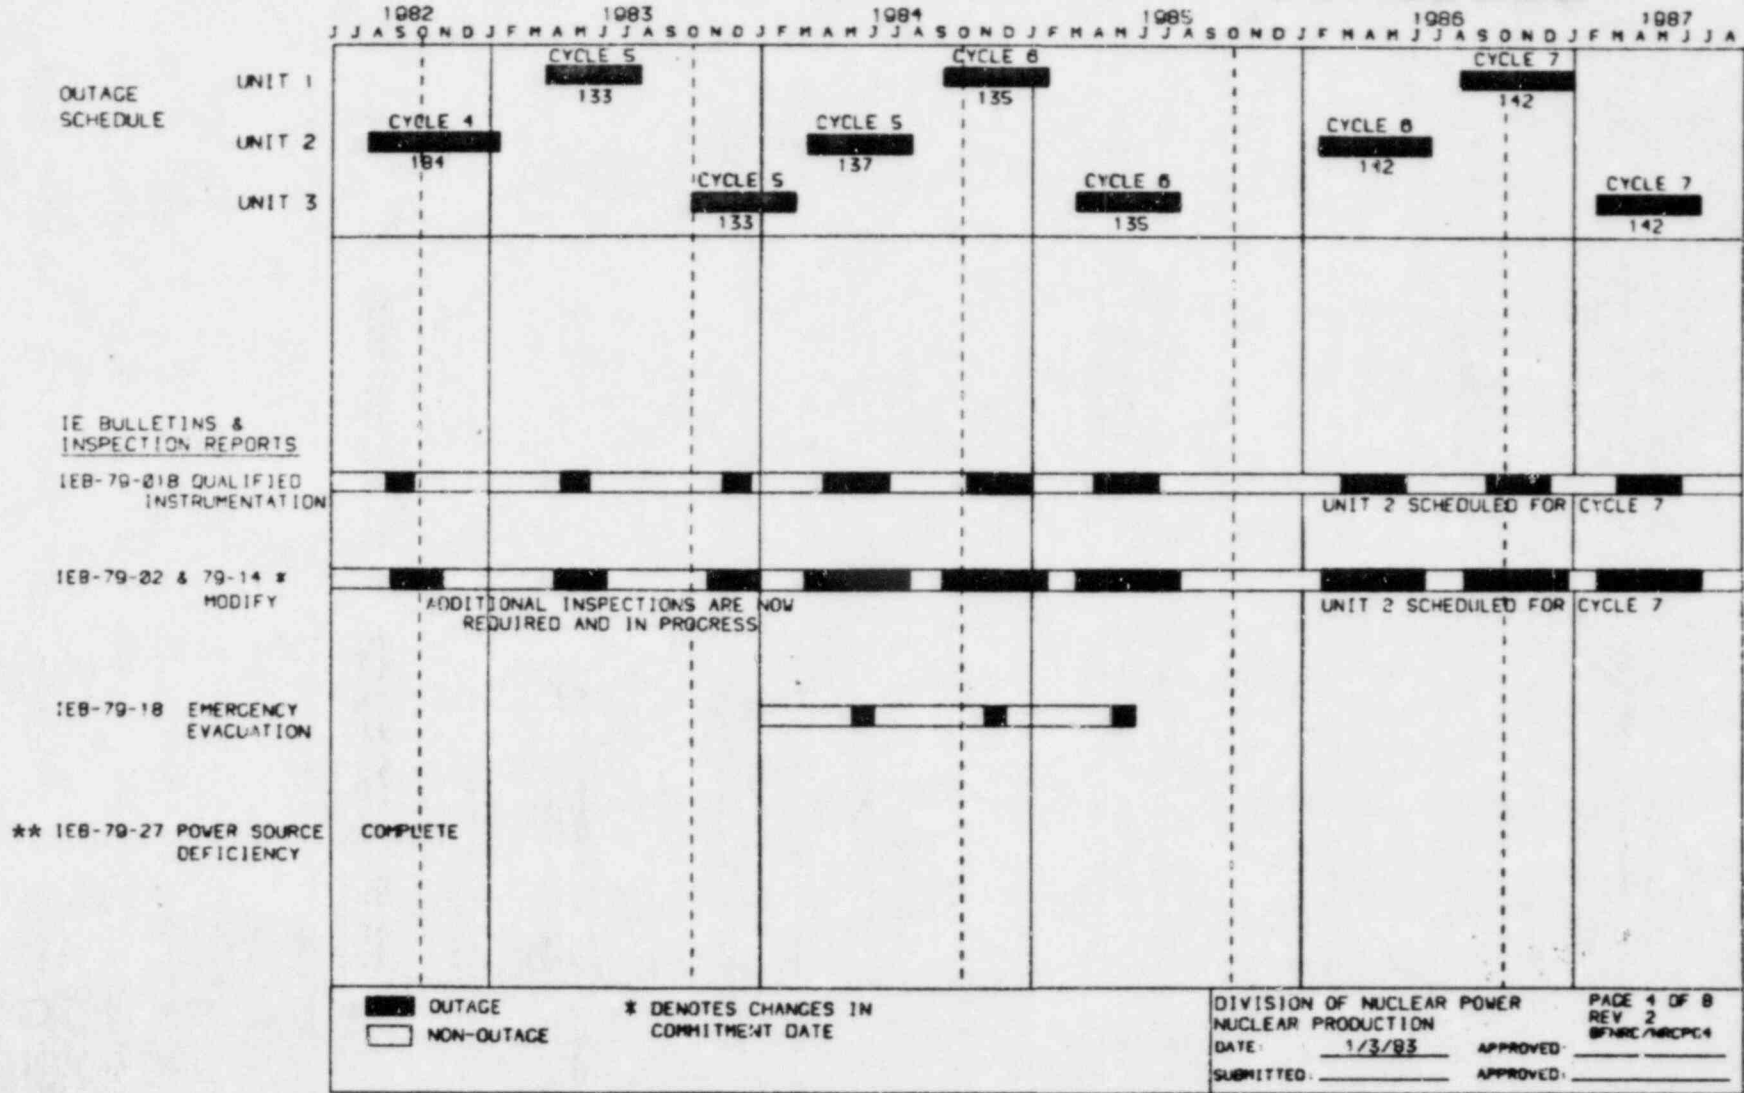 1982 1983 1984 1985 1986 1987
J J A S O N D J F M A M J J A S O N D J F M A M J J A S O N D J F M A M J J A S O N D J F M A M J J A S O N D J F M A M J J A
OUTAGE
SCHEDULE
UNIT 1
CYCLE 5
133
CYCLE 6
135
CYCLE 7
142
UNIT 2
CYCLE 4
184
CYCLE 5
137
CYCLE 6
142
UNIT 3
CYCLE 5
133
CYCLE 6
135
CYCLE 7
142
IE BULLETINS &
INSPECTION REPORTS
IEB-79-01B QUALIFIED
INSTRUMENTATION
UNIT 2 SCHEDULED FOR CYCLE 7
IEB-79-02 & 79-14 *
MODIFY
ADDITIONAL INSPECTIONS ARE NOW
REQUIRED AND IN PROGRESS
UNIT 2 SCHEDULED FOR CYCLE 7
IEB-79-18 EMERGENCY
EVACUATION
** IEB-79-27 POWER SOURCE
DEFICIENCY
COMPLETE
OUTAGE
NON-OUTAGE
* DENOTES CHANGES IN
COMMITMENT DATE
DIVISION OF NUCLEAR POWER
NUCLEAR PRODUCTION
DATE: 1/3/83 APPROVED:
SUBMITTED: APPROVED:
PAGE 4 OF 8
REV 2
BFNRC/NRCPG4